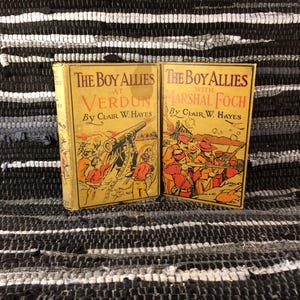 THE BOY ALLIES
AT
VERDUN
By CLAIR W. HAYES
THE BOY ALLIES
WITH
MARSHAL FOCH
By CLAIR W. HAYES